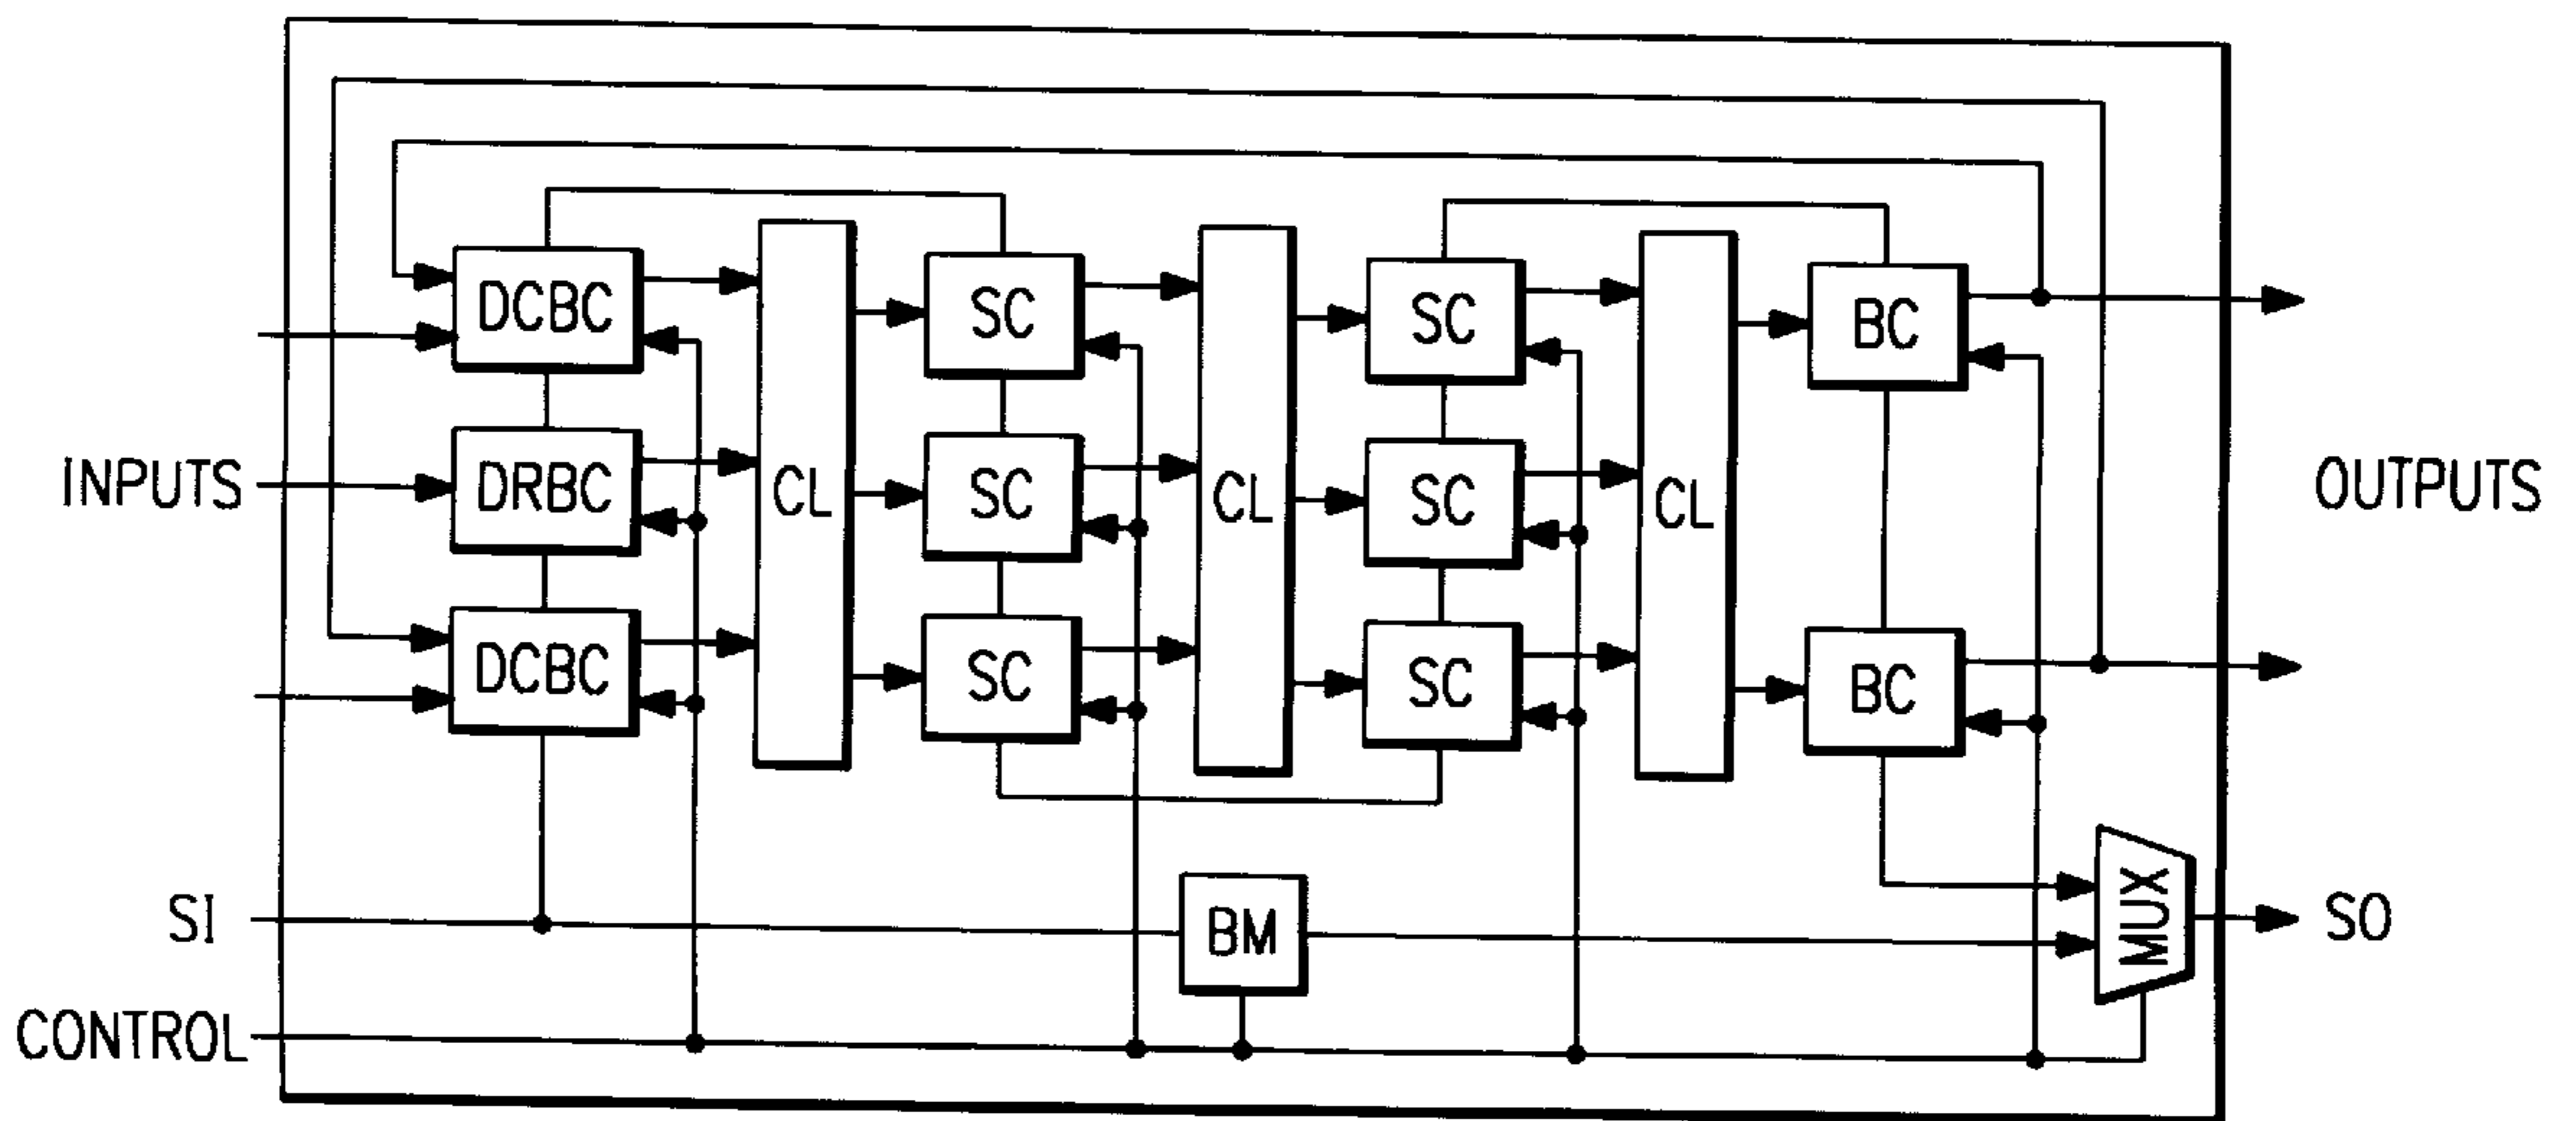 DCBC
SC
SC
BC
INPUTS
DRBC
CL
SC
CL
SC
CL
OUTPUTS
DCBC
SC
SC
BC
SI
BM
MUX
SO
CONTROL